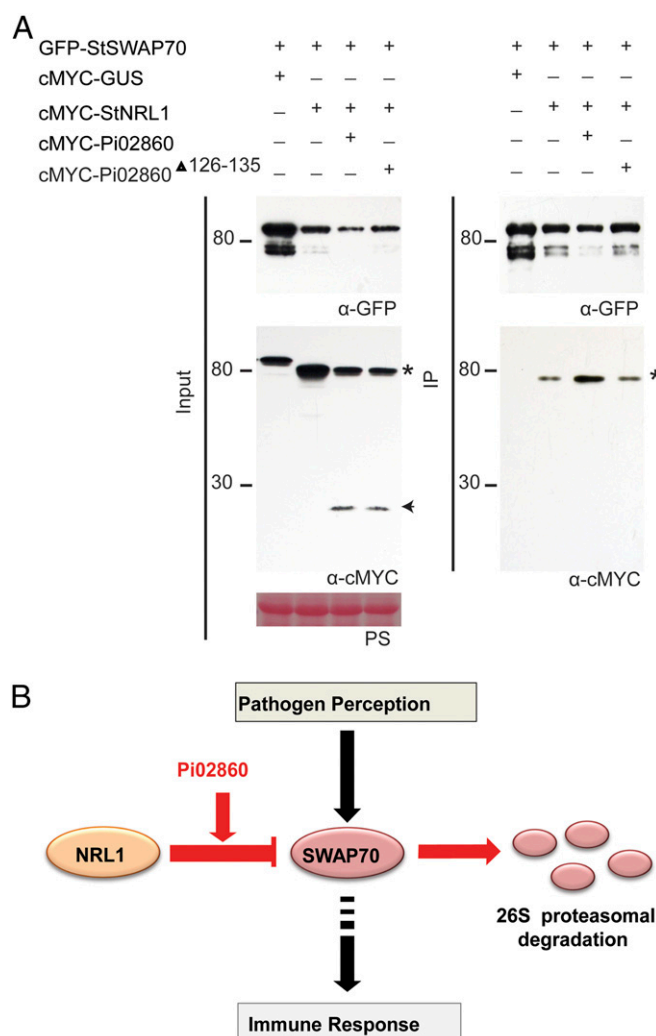 A
GFP-StSWAP70 + + + + + + + +
cMYC-GUS + – – – + – – –
cMYC-StNRL1 – + + + – + + +
cMYC-Pi02860 – – + – – – + –
cMYC-Pi02860▲126-135 – – – + – – – +
80
α-GFP
80
α-GFP
Input
80
*
30
α-cMYC
PS
IP
80
*
30
α-cMYC
B
Pathogen Perception
Pi02860
NRL1
SWAP70
26S proteasomal
degradation
Immune Response